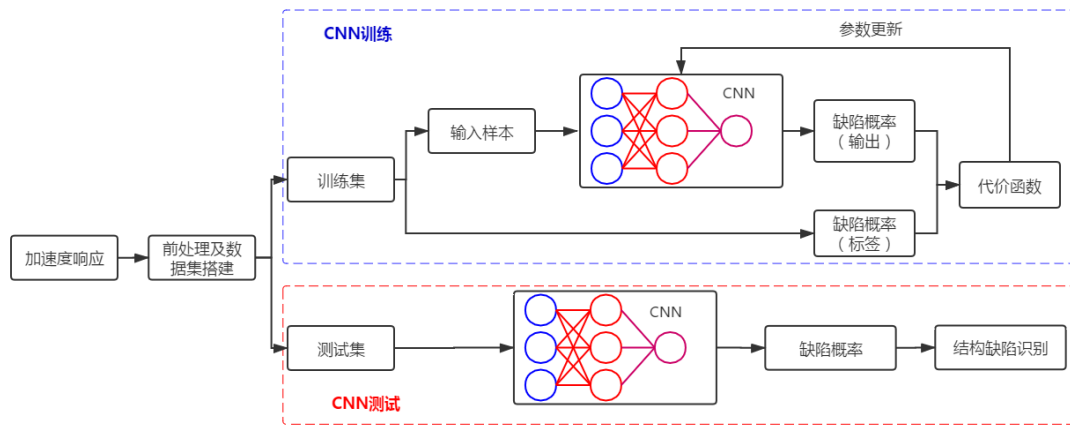 CNN训练
参数更新
CNN
输入样本
缺陷概率
（输出）
训练集
代价函数
缺陷概率
（标签）
加速度响应
前处理及数
据集搭建
CNN
测试集
缺陷概率
结构缺陷识别
CNN测试